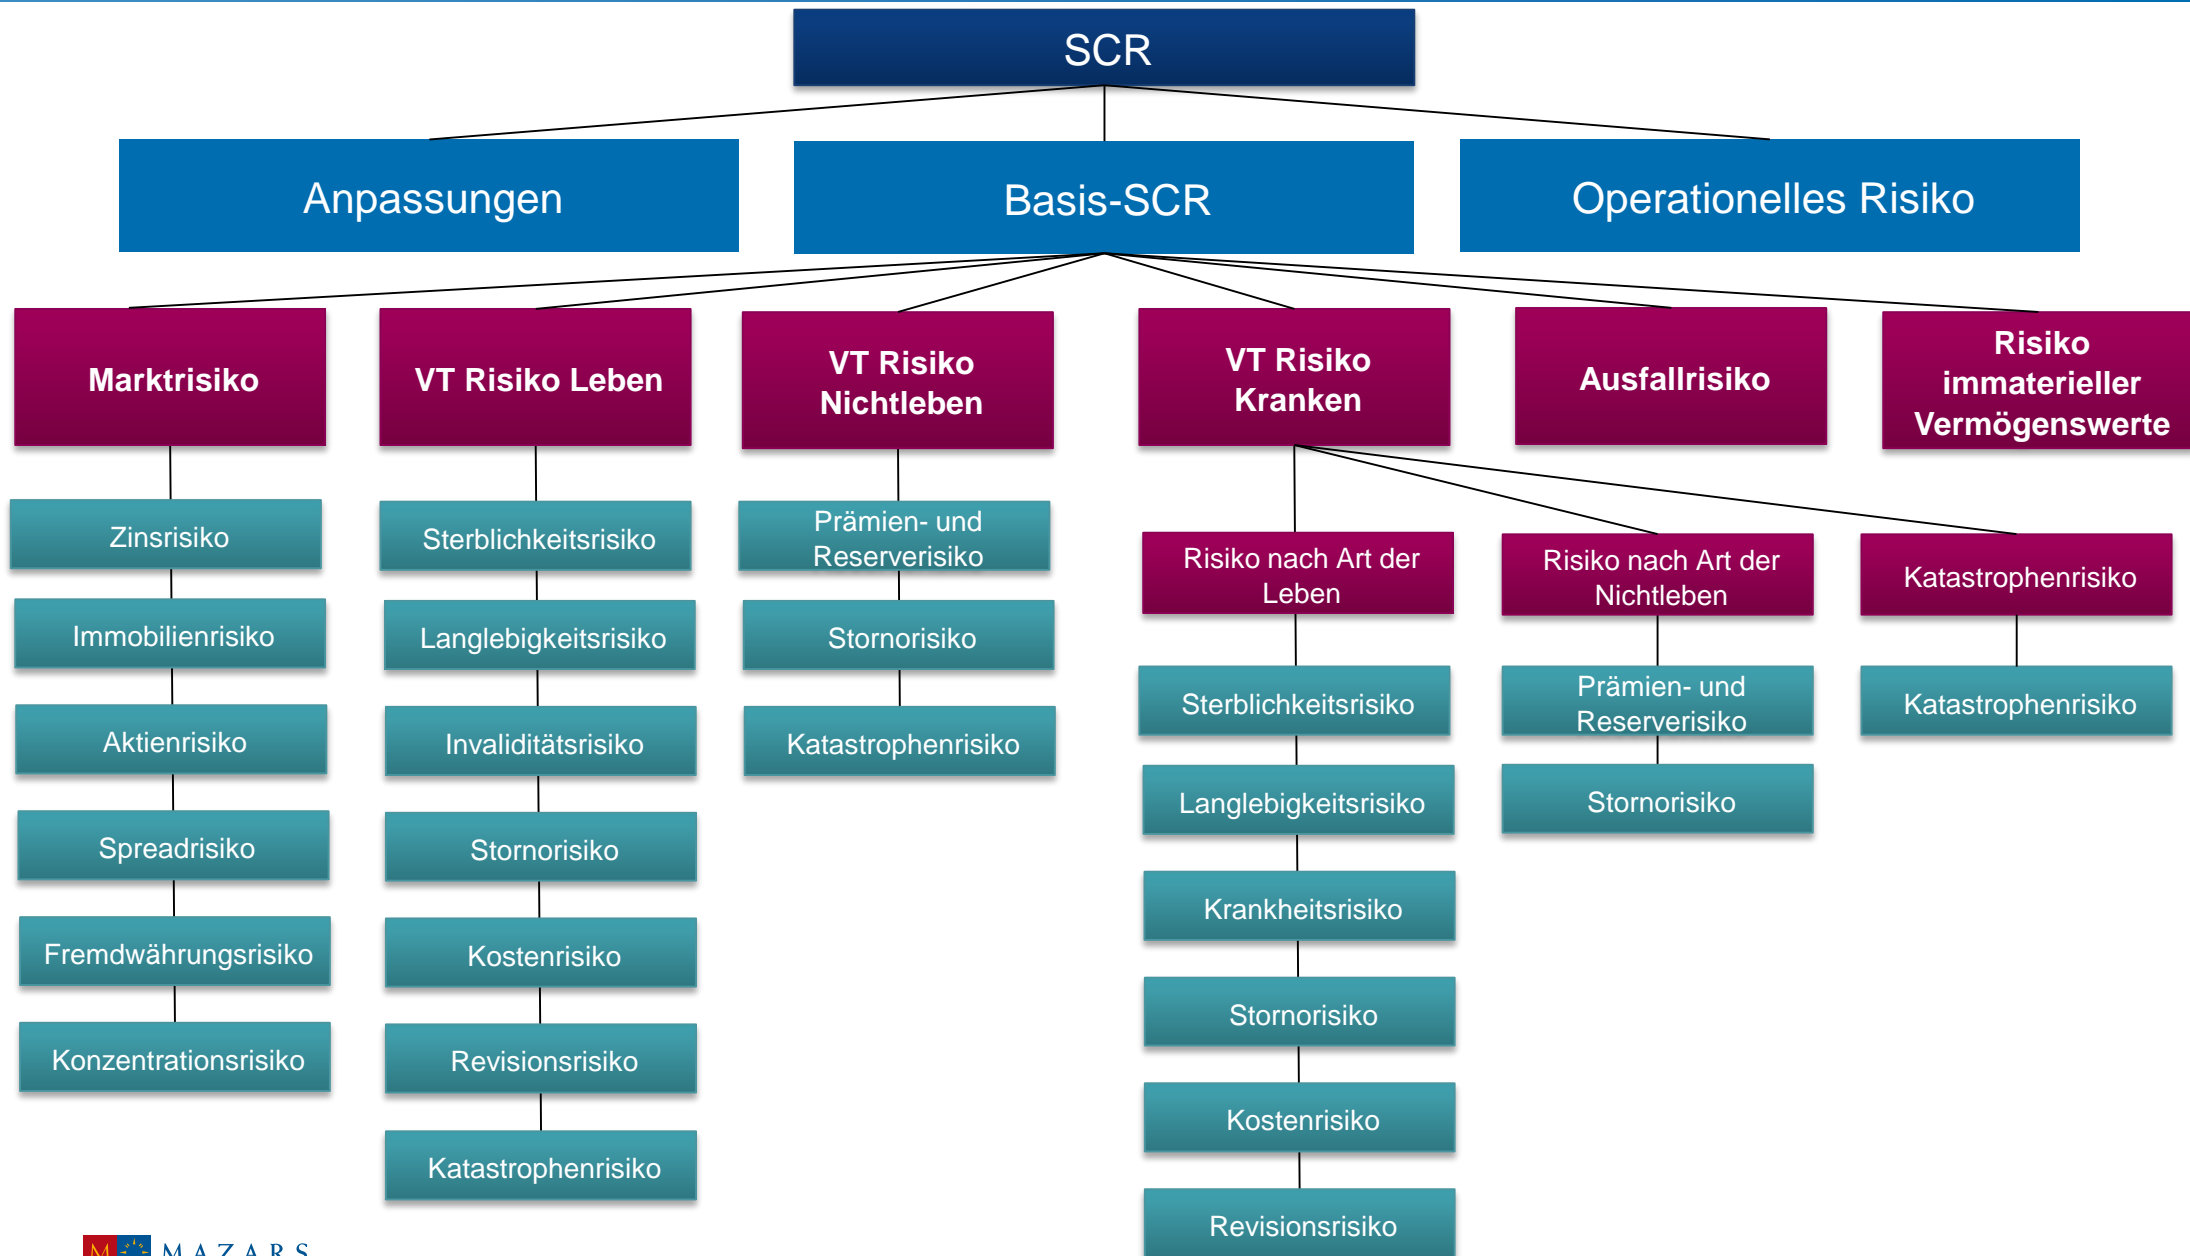 SCR
Anpassungen
Basis-SCR
Operationelles Risiko
Marktrisiko
VT Risiko Leben
VT Risiko
Nichtleben
VT Risiko
Kranken
Ausfallrisiko
Risiko
immaterieller
Vermögenswerte
Zinsrisiko
Immobilienrisiko
Aktienrisiko
Spreadrisiko
Fremdwährungsrisiko
Konzentrationsrisiko
Sterblichkeitsrisiko
Langlebigkeitsrisiko
Invaliditätsrisiko
Stornorisiko
Kostenrisiko
Revisionsrisiko
Katastrophenrisiko
Prämien- und
Reserverisiko
Stornorisiko
Katastrophenrisiko
Risiko nach Art der
Leben
Sterblichkeitsrisiko
Langlebigkeitsrisiko
Krankheitsrisiko
Stornorisiko
Kostenrisiko
Revisionsrisiko
Risiko nach Art der
Nichtleben
Prämien- und
Reserverisiko
Stornorisiko
Katastrophenrisiko
Katastrophenrisiko
M MAZARS